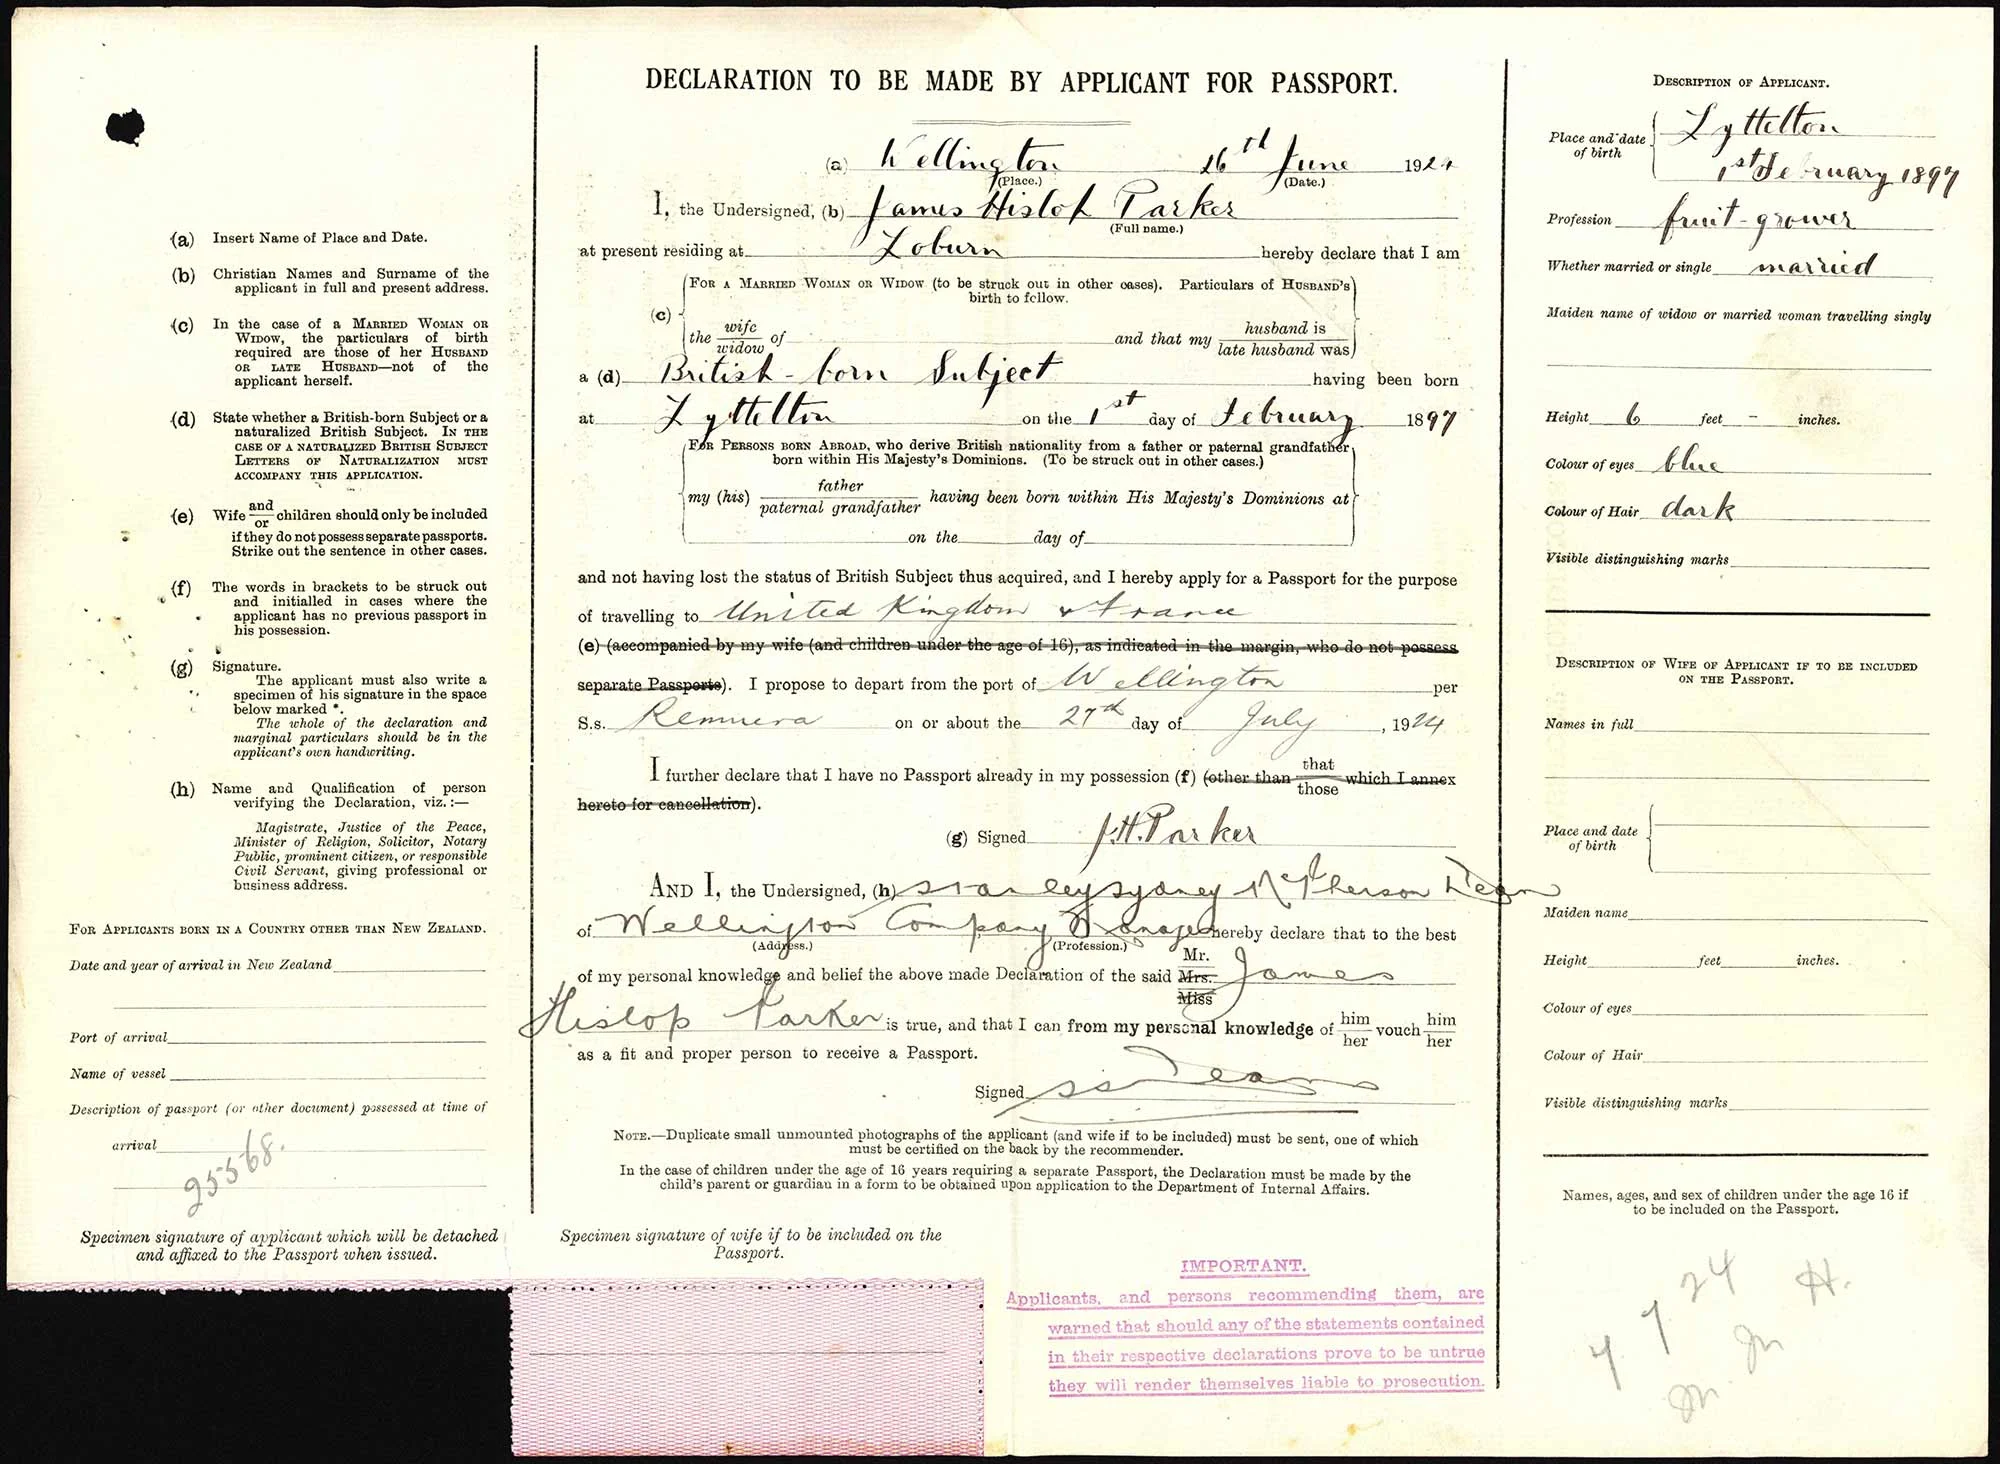 (a) Insert Name of Place and Date.
(b) Christian Names and Surname of the
applicant in full and present address.
(c) In the case of a MARRIED WOMAN OR
WIDOW, the particulars of birth
required are those of her HUSBAND
OR LATE HUSBAND—not of the
applicant herself.
(d) State whether a British-born Subject or a
naturalized British Subject. IN THE
CASE OF A NATURALIZED BRITISH SUBJECT
LETTERS OF NATURALIZATION MUST
ACCOMPANY THIS APPLICATION.
(e) Wife and/or children should only be included
if they do not possess separate passports.
Strike out the sentence in other cases.
(f) The words in brackets to be struck out
and initialled in cases where the
applicant has no previous passport in
his possession.
(g) Signature.
The applicant must also write a
specimen of his signature in the space
below marked *.
The whole of the declaration and
marginal particulars should be in the
applicant's own handwriting.
(h) Name and Qualification of person
verifying the Declaration, viz.:—
Magistrate, Justice of the Peace,
Minister of Religion, Solicitor, Notary
Public, prominent citizen, or responsible
Civil Servant, giving professional or
business address.
FOR APPLICANTS BORN IN A COUNTRY OTHER THAN NEW ZEALAND.
Date and year of arrival in New Zealand
Port of arrival
Name of vessel
Description of passport (or other document) possessed at time of
arrival
25568.
Specimen signature of applicant which will be detached
and affixed to the Passport when issued.
DECLARATION TO BE MADE BY APPLICANT FOR PASSPORT.
(a) Wellington 26th June 1924
(Place.) (Date.)
I, the Undersigned, (b) James Hislop Parker
(Full name.)
at present residing at Loburn hereby declare that I am
(c) FOR A MARRIED WOMAN OR WIDOW (to be struck out in other cases). Particulars of HUSBAND'S
birth to follow.
the wife/widow of and that my husband is/late husband was
a (d) British-born Subject having been born
at Lyttelton on the 1st day of February 1897
FOR PERSONS BORN ABROAD, who derive British nationality from a father or paternal grandfather
born within His Majesty's Dominions. (To be struck out in other cases.)
my (his) father/paternal grandfather having been born within His Majesty's Dominions at
on the day of
and not having lost the status of British Subject thus acquired, and I hereby apply for a Passport for the purpose
of travelling to United Kingdom & France
(e) (accompanied by my wife (and children under the age of 16), as indicated in the margin, who do not possess
separate Passports). I propose to depart from the port of Wellington per
S.s. Remuera on or about the 27th day of July, 1924
I further declare that I have no Passport already in my possession (f) (other than that/those which I annex
hereto for cancellation).
(g) Signed J.H. Parker
AND I, the Undersigned, (h) Stanley Sydney McPherson Dean
of Wellington Company Manager hereby declare that to the best
(Address.) (Profession.)
of my personal knowledge and belief the above made Declaration of the said Mr. Mrs. Miss James
Hislop Parker is true, and that I can from my personal knowledge of him/her vouch him/her
as a fit and proper person to receive a Passport.
Signed SS Dean
NOTE.—Duplicate small unmounted photographs of the applicant (and wife if to be included) must be sent, one of which
must be certified on the back by the recommender.
In the case of children under the age of 16 years requiring a separate Passport, the Declaration must be made by the
child's parent or guardian in a form to be obtained upon application to the Department of Internal Affairs.
Specimen signature of wife if to be included on the
Passport.
IMPORTANT.
Applicants, and persons recommending them, are
warned that should any of the statements contained
in their respective declarations prove to be untrue
they will render themselves liable to prosecution.
DESCRIPTION OF APPLICANT.
Place and date of birth Lyttelton
1st February 1897
Profession fruit-grower
Whether married or single married
Maiden name of widow or married woman travelling singly
Height 6 feet - inches.
Colour of eyes blue
Colour of Hair dark
Visible distinguishing marks
DESCRIPTION OF WIFE OF APPLICANT IF TO BE INCLUDED
ON THE PASSPORT.
Names in full
Place and date
of birth
Maiden name
Height feet inches.
Colour of eyes
Colour of Hair
Visible distinguishing marks
Names, ages, and sex of children under the age 16 if
to be included on the Passport.
4 7 24